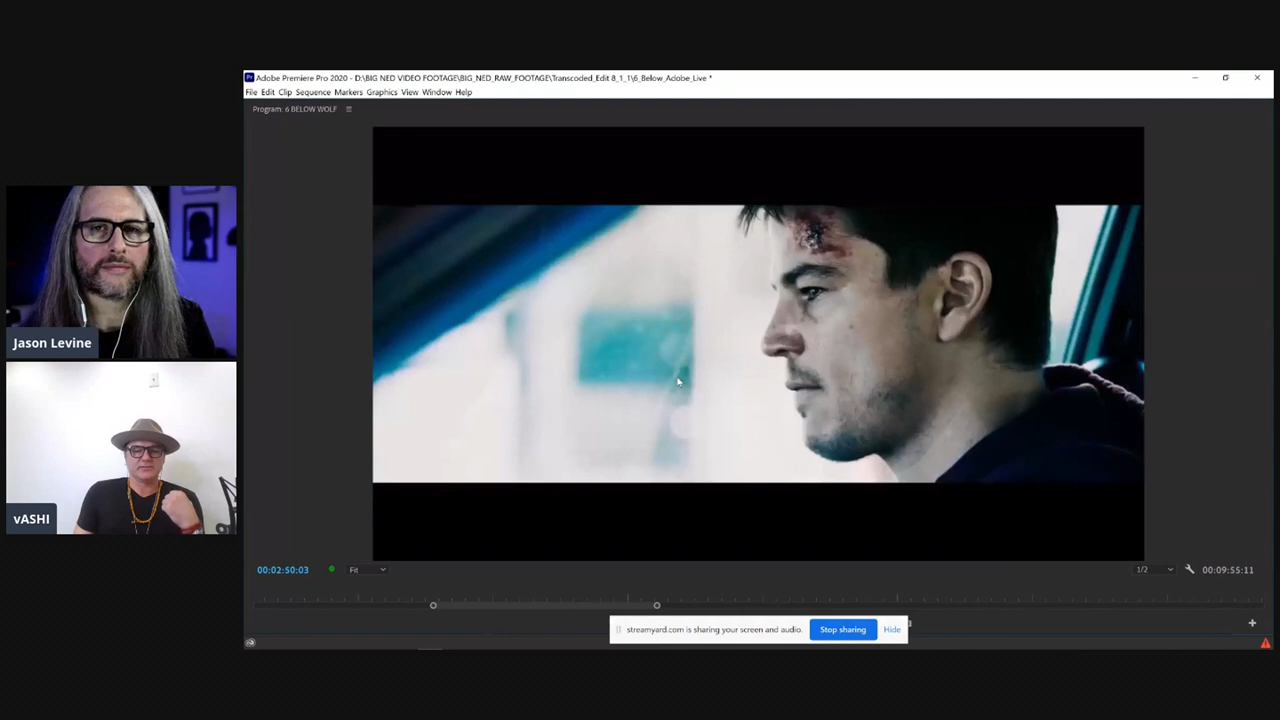 Adobe Premiere Pro 2020 - D:\BIG NED VIDEO FOOTAGE\BIG_NED_RAW_FOOTAGE\Transcoded_Edit 8_1_1\6_Below_Adobe_Live *
File Edit Clip Sequence Markers Graphics View Window Help
Program: 6 BELOW WOLF
Jason Levine
vASHI
00:02:50:03
Fit
1/2
00:09:55:11
streamyard.com is sharing your screen and audio.
Stop sharing
Hide